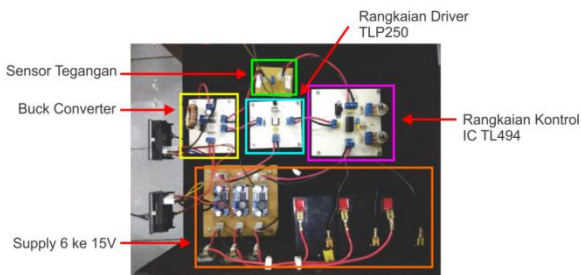 Rangkaian Driver
TLP250
Sensor Tegangan
Buck Converter
Rangkaian Kontrol
IC TL494
Supply 6 ke 15V